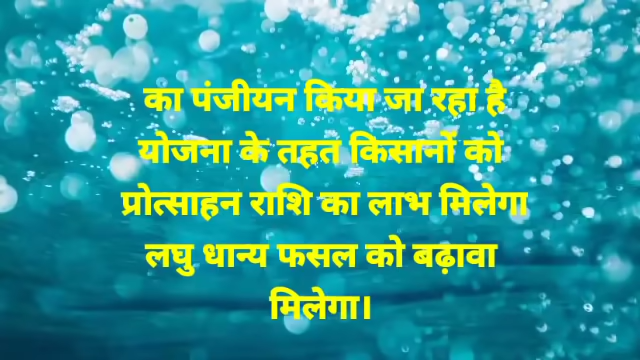 का पंजीयन किया जा रहा है
योजना के तहत किसानों को
प्रोत्साहन राशि का लाभ मिलेगा
लघु धान्य फसल को बढ़ावा
मिलेगा।